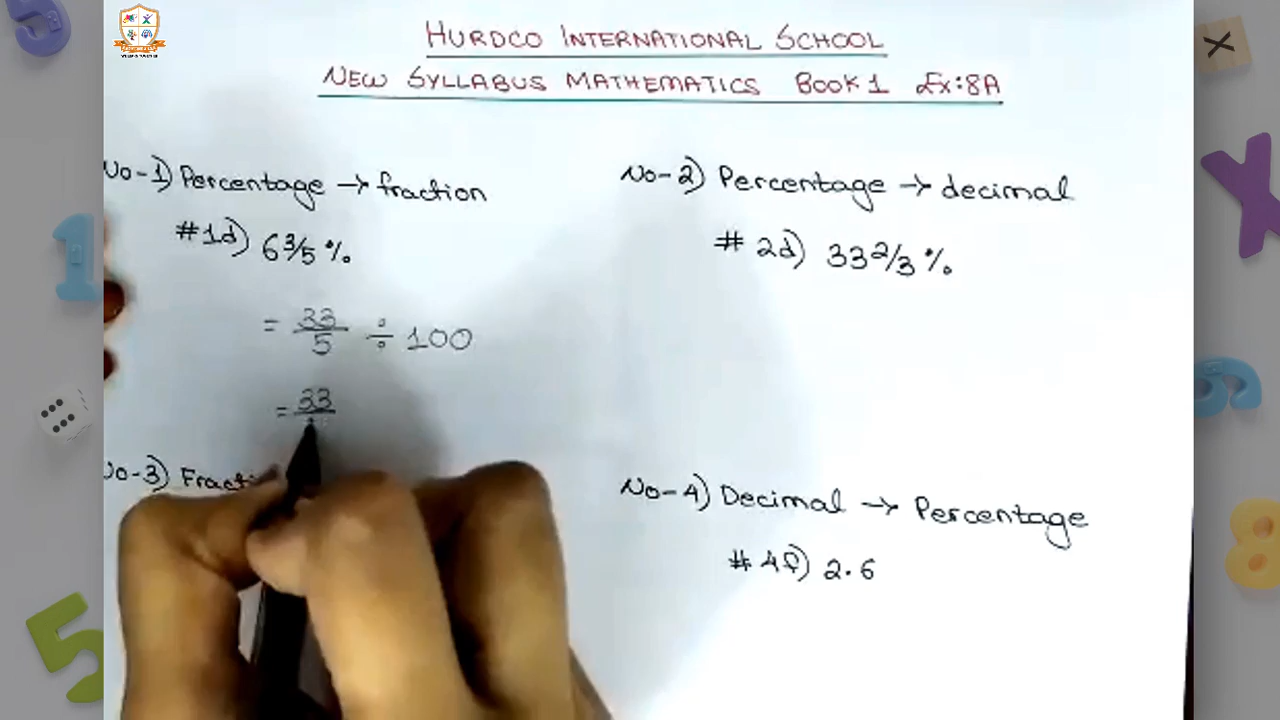 HURDCO INTERNATIONAL SCHOOL
NEW SYLLABUS MATHEMATICS BOOK 1 Ex:8A
No-1) Percentage → fraction
#1d) 6 3/5 %
= 33/5 ÷ 100
= 33
No-2) Percentage → decimal
# 2d) 33 2/3 %
No-3) Fracti
No-4) Decimal → Percentage
# 4f) 2.6